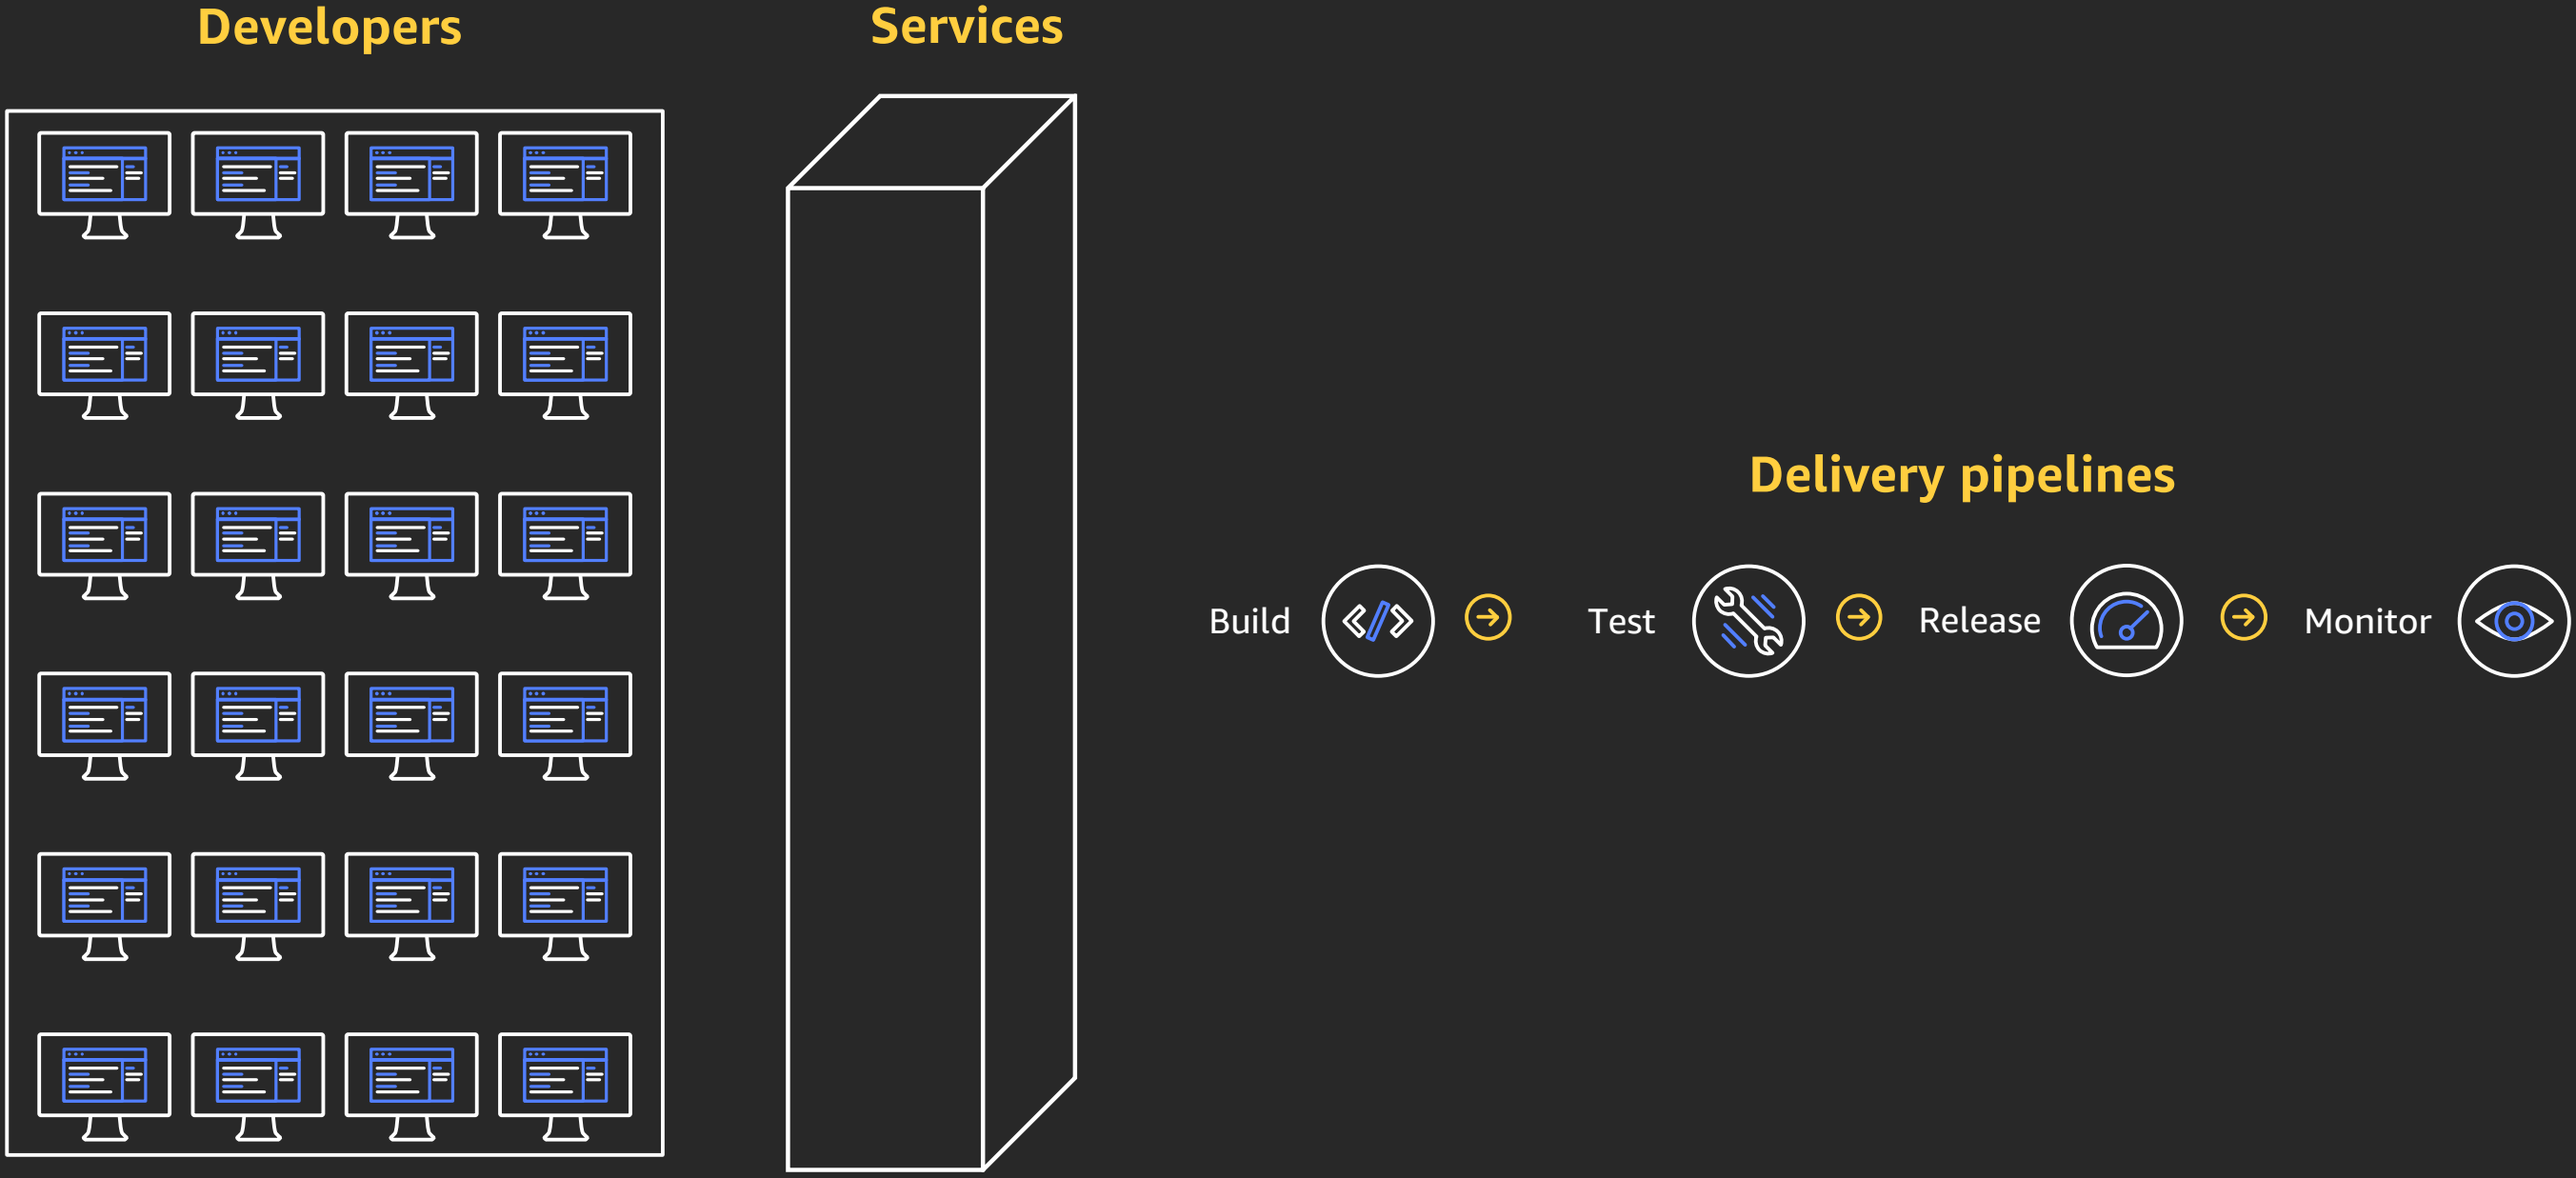 Developers
Services
Delivery pipelines
Build
Test
Release
Monitor